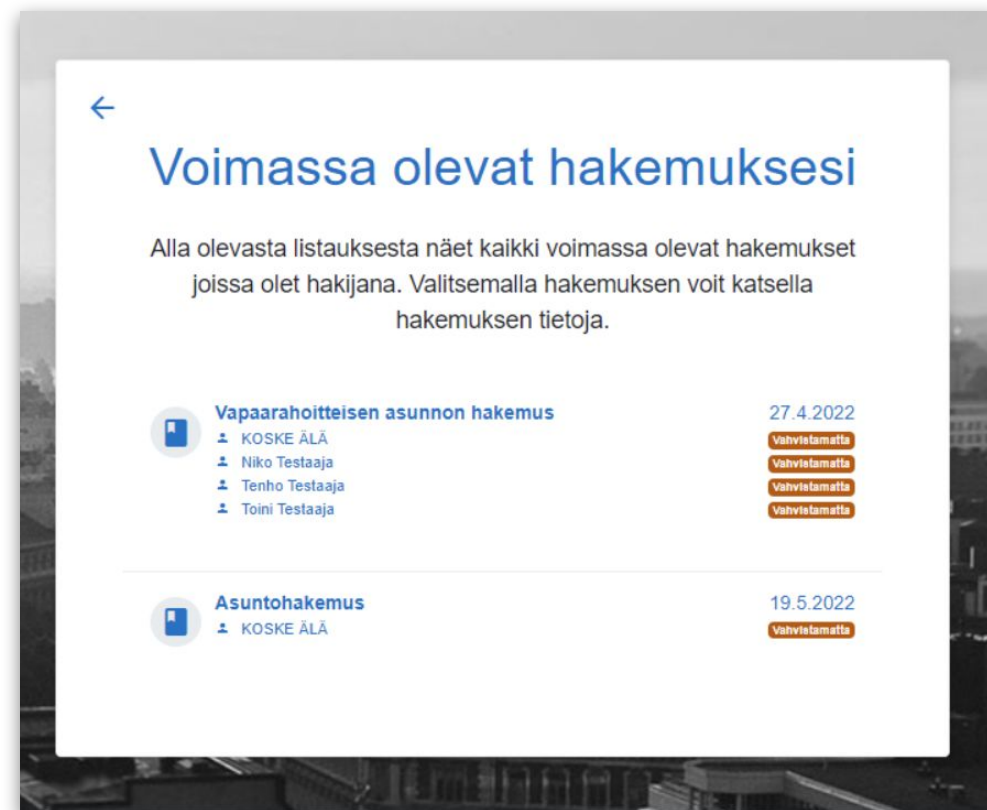 Voimassa olevat hakemuksesi
Alla olevasta listauksesta näet kaikki voimassa olevat hakemukset
joissa olet hakijana. Valitsemalla hakemuksen voit katsella
hakemuksen tietoja.
Vapaarahoitteisen asunnon hakemus 27.4.2022
KOSKE ÄLÄ Vahvistamatta
Niko Testaaja Vahvistamatta
Tenho Testaaja Vahvistamatta
Toini Testaaja Vahvistamatta
Asuntohakemus 19.5.2022
KOSKE ÄLÄ Vahvistamatta